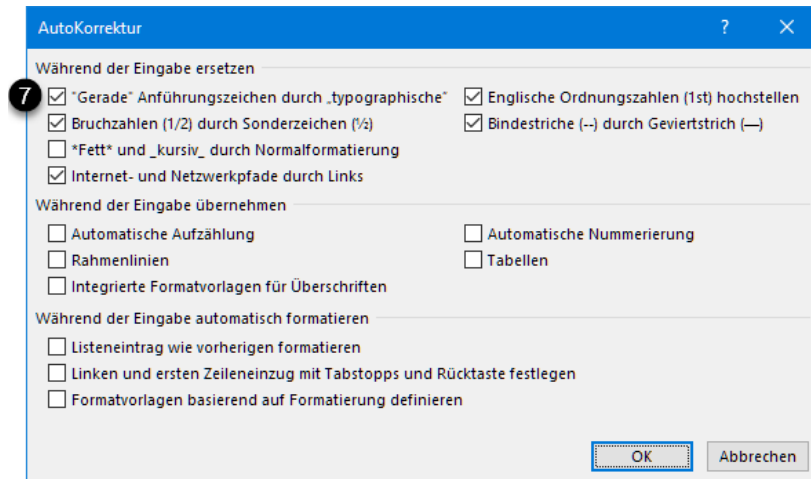 AutoKorrektur ?
Während der Eingabe ersetzen
7 "Gerade" Anführungszeichen durch „typographische“ Englische Ordnungszahlen (1st) hochstellen
Bruchzahlen (1/2) durch Sonderzeichen (½) Bindestriche (--) durch Geviertstrich (—)
*Fett* und _kursiv_ durch Normalformatierung
Internet- und Netzwerkpfade durch Links
Während der Eingabe übernehmen
Automatische Aufzählung Automatische Nummerierung
Rahmenlinien Tabellen
Integrierte Formatvorlagen für Überschriften
Während der Eingabe automatisch formatieren
Listeneintrag wie vorherigen formatieren
Linken und ersten Zeileneinzug mit Tabstopps und Rücktaste festlegen
Formatvorlagen basierend auf Formatierung definieren
OK Abbrechen